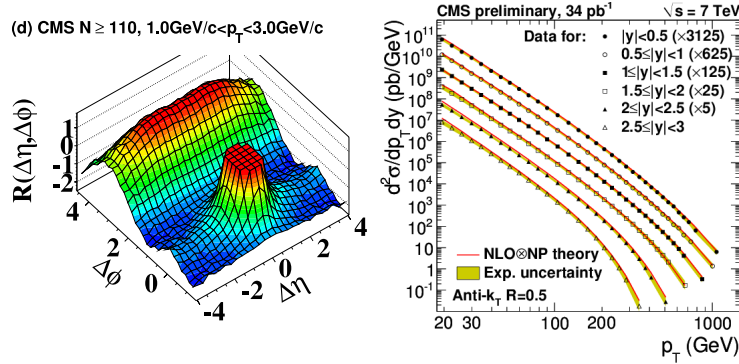 (d) CMS N ≥ 110, 1.0GeV/c<p_T<3.0GeV/c
R(Δη,Δφ)
1
0
-1
-2
4
2
0
Δφ
-4
-2
0
2
4
Δη
CMS preliminary, 34 pb⁻¹ √s = 7 TeV
d²σ/dp_Tdy (pb/GeV)
10¹¹
10¹⁰
10⁹
10⁸
10⁷
10⁶
10⁵
10⁴
10³
10²
10
1
10⁻¹
Data for:
|y|<0.5 (×3125)
0.5≤|y|<1 (×625)
1≤|y|<1.5 (×125)
1.5≤|y|<2 (×25)
2≤|y|<2.5 (×5)
2.5≤|y|<3
NLO⊗NP theory
Exp. uncertainty
Anti-k_T R=0.5
20 30 100 200 1000
p_T (GeV)